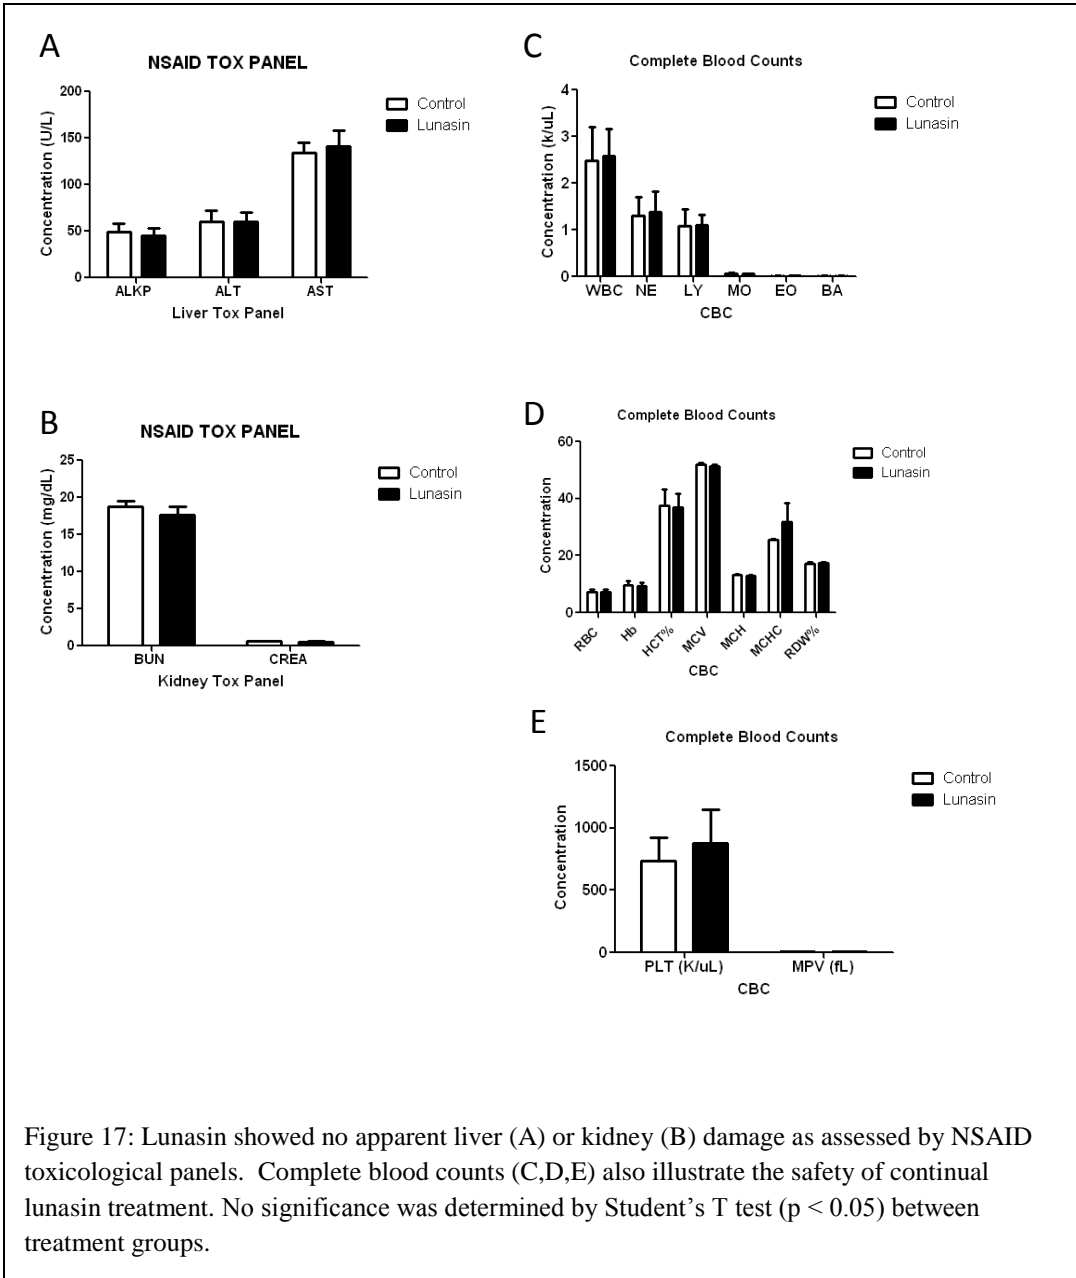 A
NSAID TOX PANEL
Concentration (U/L)
200
150
100
50
0
ALKP ALT AST
Liver Tox Panel
Control
Lunasin
B
NSAID TOX PANEL
Concentration (mg/dL)
25
20
15
10
5
0
BUN CREA
Kidney Tox Panel
Control
Lunasin
C
Complete Blood Counts
Concentration (k/uL)
4
3
2
1
0
WBC NE LY MO EO BA
CBC
Control
Lunasin
D
Complete Blood Counts
Concentration
60
40
20
0
RBC Hb HCT% MCV MCH MCHC RDW%
CBC
Control
Lunasin
E
Complete Blood Counts
Concentration
1500
1000
500
0
PLT (K/uL) MPV (fL)
CBC
Control
Lunasin
Figure 17: Lunasin showed no apparent liver (A) or kidney (B) damage as assessed by NSAID
toxicological panels.  Complete blood counts (C,D,E) also illustrate the safety of continual
lunasin treatment. No significance was determined by Student’s T test (p < 0.05) between
treatment groups.